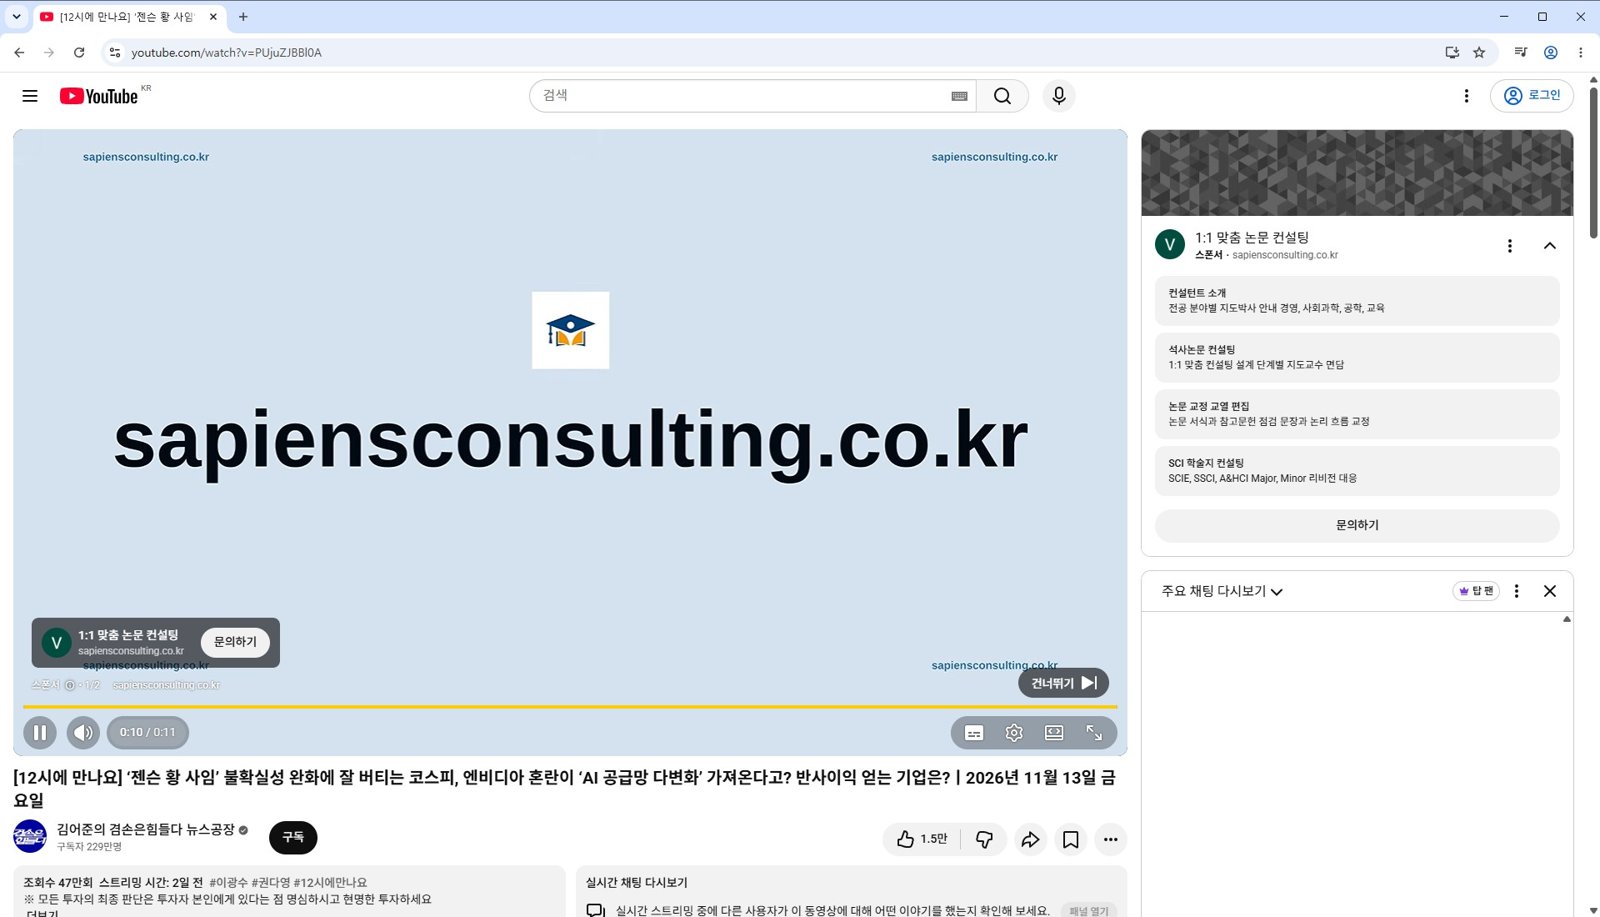 [12시에 만나요] ‘젠슨 황 사임’
youtube.com/watch?v=PUjuZJBBl0A
YouTube KR
검색
로그인
sapiensconsulting.co.kr
sapiensconsulting.co.kr
sapiensconsulting.co.kr
1:1 맞춤 논문 컨설팅
sapiensconsulting.co.kr
문의하기
sapiensconsulting.co.kr
sapiensconsulting.co.kr
스폰서 · 1/2 sapiensconsulting.co.kr
건너뛰기
0:10 / 0:11
[12시에 만나요] ‘젠슨 황 사임’ 불확실성 완화에 잘 버티는 코스피, 엔비디아 혼란이 ‘AI 공급망 다변화’ 가져온다고? 반사이익 얻는 기업은?ㅣ2026년 11월 13일 금
요일
겸손은힘들다
김어준의 겸손은힘들다 뉴스공장
구독자 229만명
구독
1.5만
조회수 47만회 스트리밍 시간: 2일 전 #이광수 #권다영 #12시에만나요
※ 모든 투자의 최종 판단은 투자자 본인에게 있다는 점 명심하시고 현명한 투자하세요
...더보기
실시간 채팅 다시보기
실시간 스트리밍 중에 다른 사용자가 이 동영상에 대해 어떤 이야기를 했는지 확인해 보세요.
패널 열기
V
1:1 맞춤 논문 컨설팅
스폰서 · sapiensconsulting.co.kr
컨설턴트 소개
전공 분야별 지도박사 안내 경영, 사회과학, 공학, 교육
석사논문 컨설팅
1:1 맞춤 컨설팅 설계 단계별 지도교수 면담
논문 교정 교열 편집
논문 서식과 참고문헌 점검 문장과 논리 흐름 교정
SCI 학술지 컨설팅
SCIE, SSCI, A&HCI Major, Minor 리비전 대응
문의하기
주요 채팅 다시보기
탑 팬